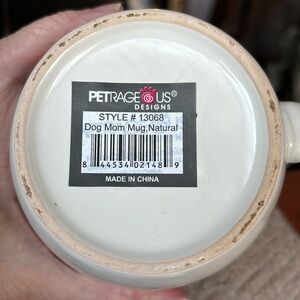 PETRAGEOUS®
DESIGNS
STYLE # 13068
Dog Mom Mug,Natural
8 44534 02148 9
MADE IN CHINA